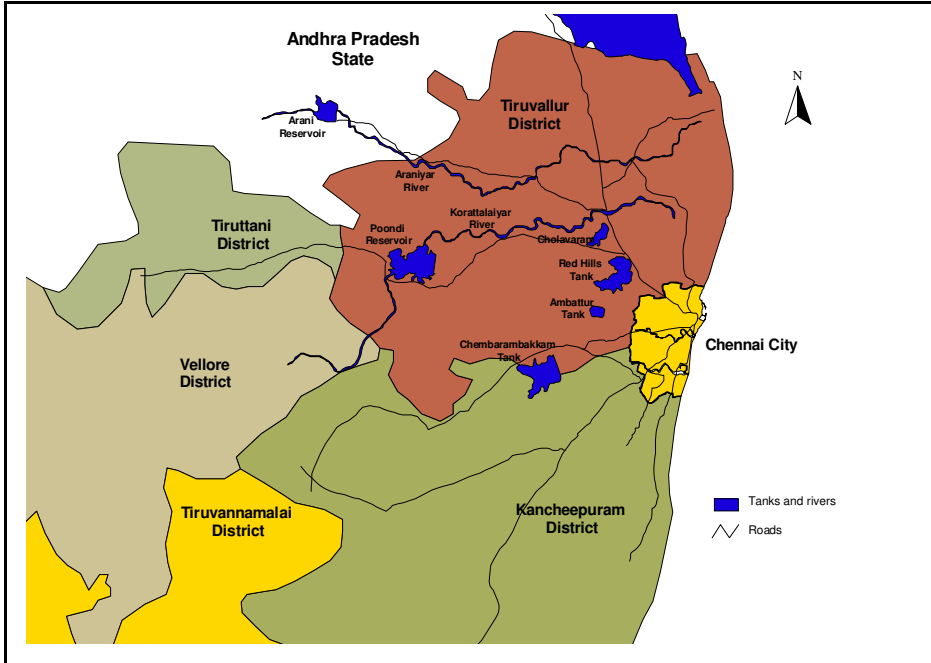 Andhra Pradesh
State
N
Tiruvallur
District
Arani
Reservoir
Araniyar
River
Tiruttani
District
Poondi
Reservoir
Korattalaiyar
River
Cholavaram
Red Hills
Tank
Ambattur
Tank
Chembarambakkam
Tank
Chennai City
Vellore
District
Tiruvannamalai
District
Kancheepuram
District
Tanks and rivers
Roads